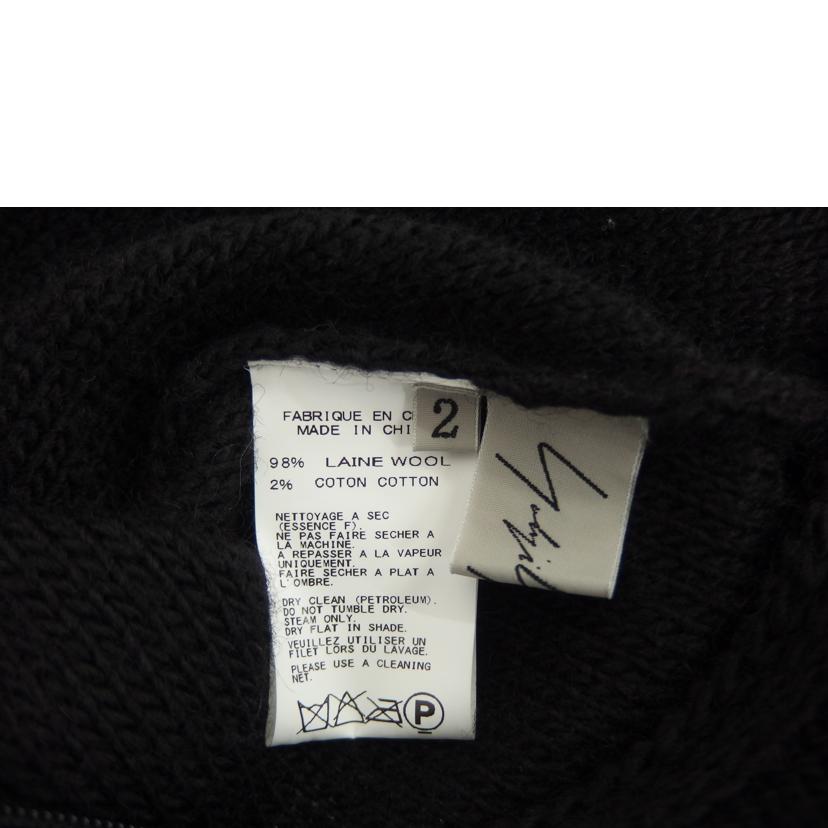 FABRIQUE EN C
MADE IN CHI
2
98% LAINE WOOL
2% COTON COTTON
NETTOYAGE A SEC
(ESSENCE F).
NE PAS FAIRE SECHER A
LA MACHINE.
A REPASSER A LA VAPEUR
UNIQUEMENT.
FAIRE SECHER A PLAT A
L'OMBRE.
DRY CLEAN (PETROLEUM).
DO NOT TUMBLE DRY.
STEAM ONLY.
DRY FLAT IN SHADE.
VEUILLEZ UTILISER UN
FILET LORS DU LAVAGE.
PLEASE USE A CLEANING
NET.
P